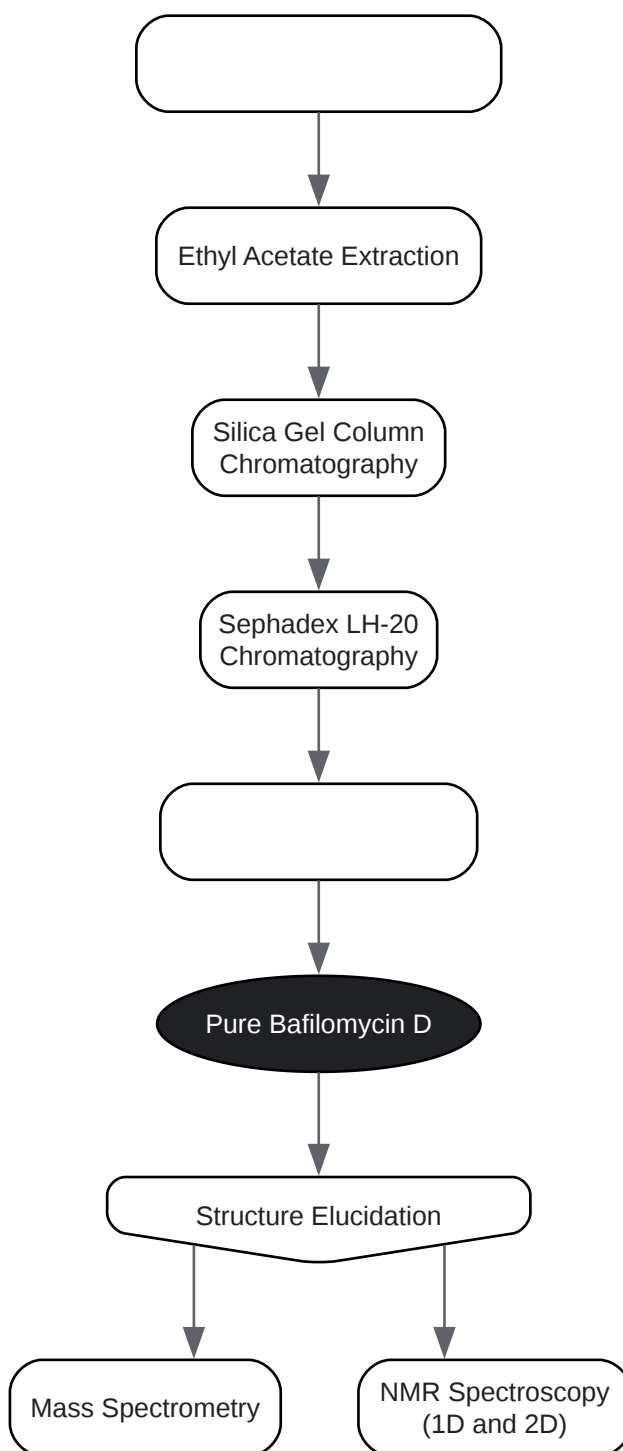 Ethyl Acetate Extraction
Silica Gel Column
Chromatography
Sephadex LH-20
Chromatography
Pure Bafilomycin D
Structure Elucidation
Mass Spectrometry
NMR Spectroscopy
(1D and 2D)